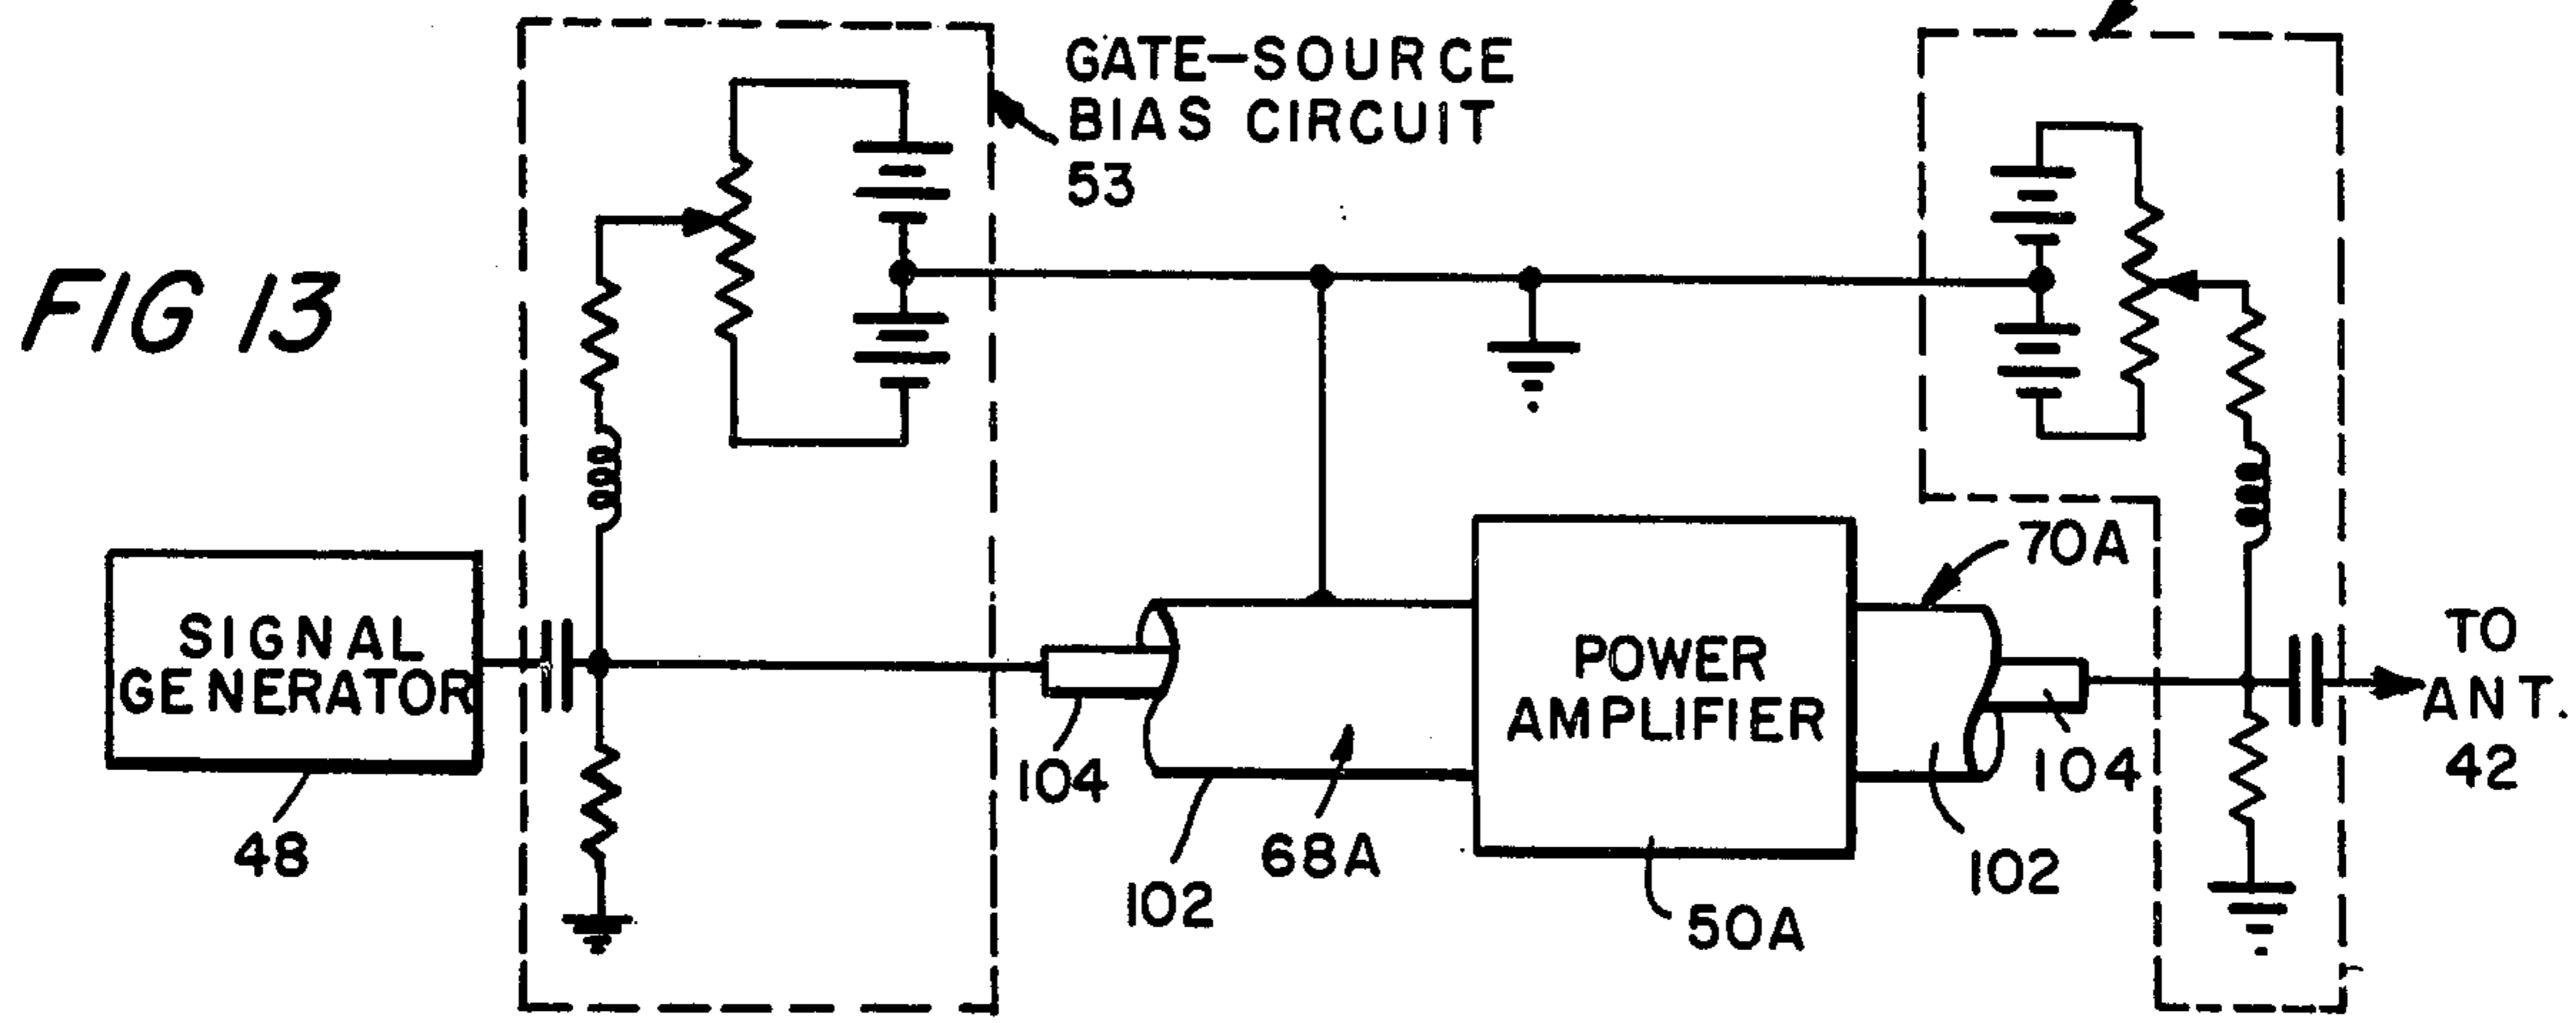 GATE-SOURCE
BIAS CIRCUIT
53
FIG 13
SIGNAL
GENERATOR
48
104
102
68A
POWER
AMPLIFIER
50A
70A
102
104
TO
ANT.
42